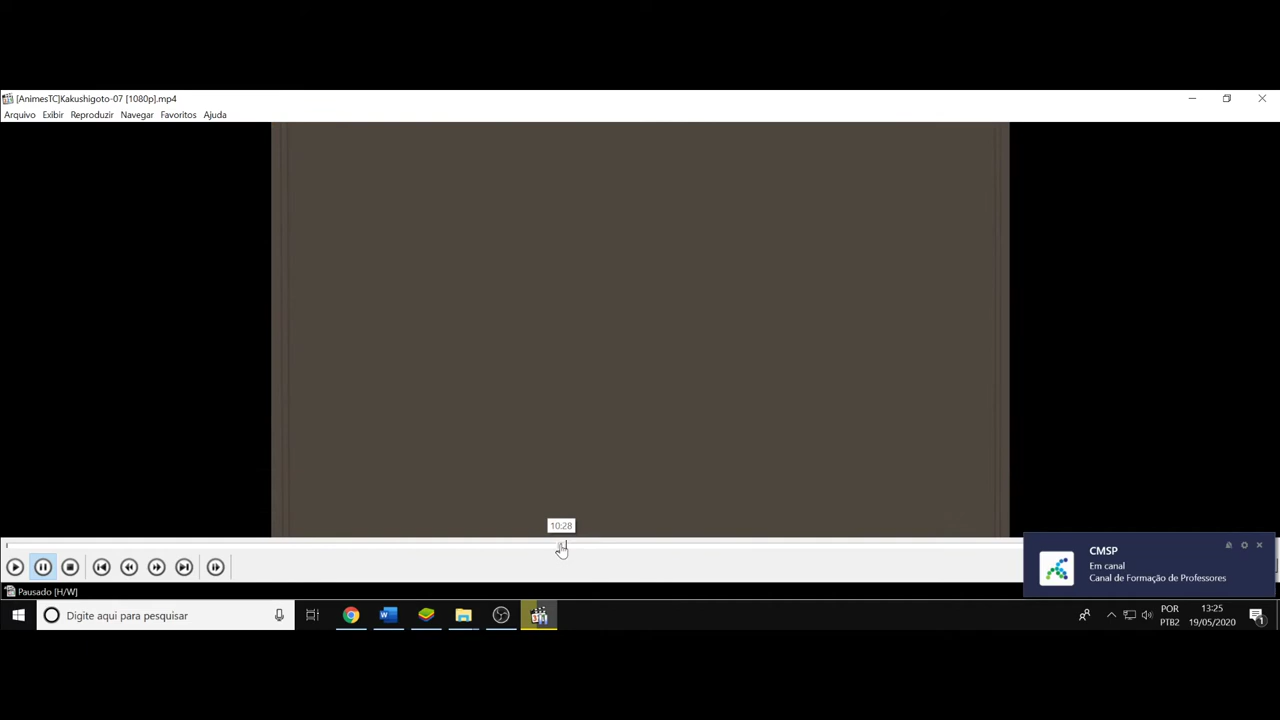 [AnimesTC]Kakushigoto-07 [1080p].mp4
Arquivo Exibir Reproduzir Navegar Favoritos Ajuda
10:28
CMSP
Em canal
Canal de Formação de Professores
Pausado [H/W]
Digite aqui para pesquisar
POR
PTB2
13:25
19/05/2020
1